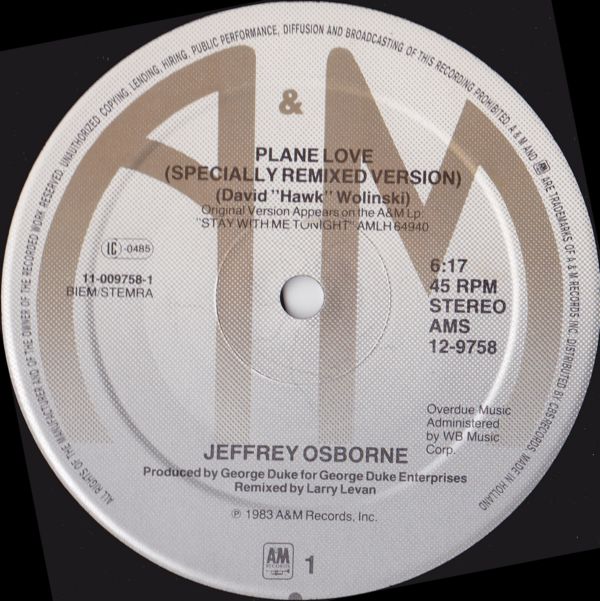 ALL RIGHTS OF THE MANUFACTURER AND OF THE OWNER OF THE RECORDED WORK RESERVED, UNAUTHORIZED COPYING, LENDING, HIRING, PUBLIC PERFORMANCE, DIFFUSION AND BROADCASTING OF THIS RECORDING PROHIBITED. A & M AND AM ARE TRADEMARKS OF A & M RECORDS INC. DISTRIBUTED BY CBS RECORDS. MADE IN HOLLAND
A & M
PLANE LOVE
(SPECIALLY REMIXED VERSION)
(David "Hawk" Wolinski)
Original Version Appears on the A&M Lp:
"STAY WITH ME TONIGHT" AMLH 64940
LC -0485
11-009758-1
BIEM/STEMRA
6:17
45 RPM
STEREO
AMS
12-9758
Overdue Music
Administered
by WB Music
Corp.
JEFFREY OSBORNE
Produced by George Duke for George Duke Enterprises
Remixed by Larry Levan
℗ 1983 A&M Records, Inc.
AM
RECORDS
1